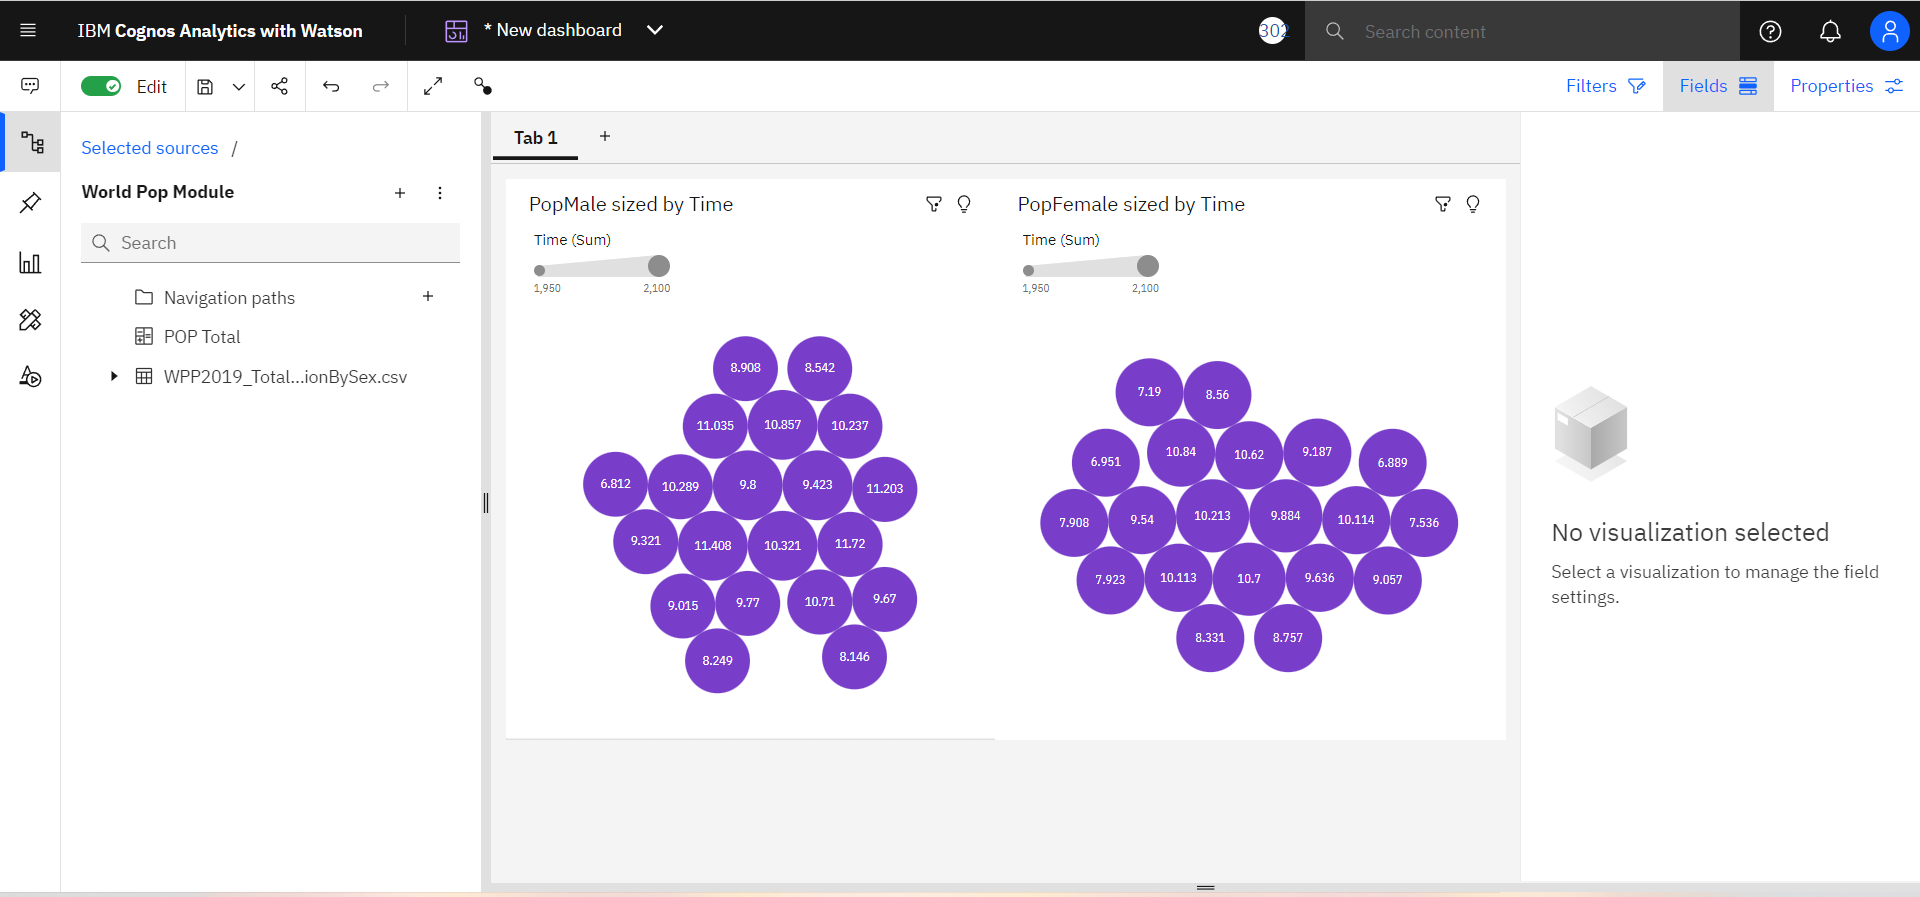 IBM Cognos Analytics with Watson
* New dashboard
302
Search content
Edit
Filters
Fields
Properties
Selected sources /
World Pop Module
Search
Navigation paths
POP Total
WPP2019_Total...ionBySex.csv
Tab 1
PopMale sized by Time
Time (Sum)
1,950 2,100
8.908 8.542
11.035 10.857 10.237
6.812 10.289 9.8 9.423 11.203
9.321 11.408 10.321 11.72
9.015 9.77 10.71 9.67
8.249 8.146
PopFemale sized by Time
Time (Sum)
1,950 2,100
7.19 8.56
6.951 10.84 10.62 9.187 6.889
7.908 9.54 10.213 9.884 10.114 7.536
7.923 10.113 10.7 9.636 9.057
8.331 8.757
No visualization selected
Select a visualization to manage the field
settings.